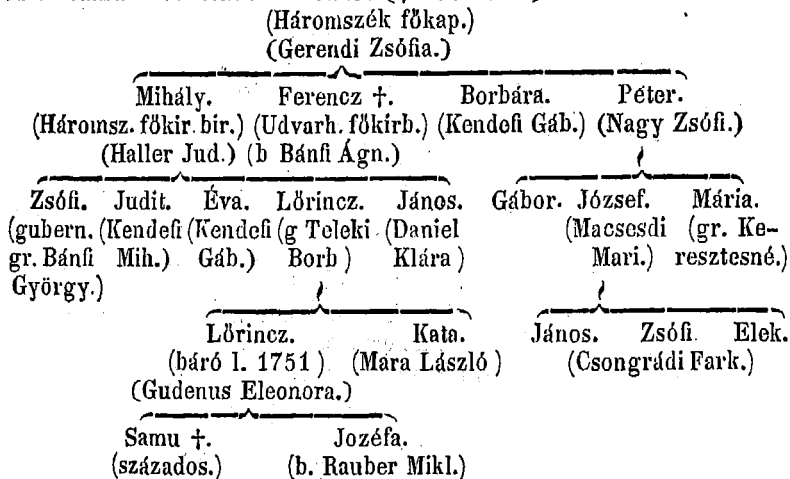 (Háromszék főkap.)
(Gerendi Zsófia.)
Mihály. Ferencz †. Borbára. Péter.
(Háromsz. főkir. bir.) (Udvarh. főkirb.) (Kendefi Gáb.) (Nagy Zsófi.)
(Haller Jud.) (b Bánfi Ágn.)
Zsófi. Judit. Éva. Lőrincz. János. Gábor. József. Mária.
(gubern. (Kendefi (Kendefi (g Teleki (Daniel (Macsesdi (gr. Ke-
gr. Bánfi Mih.) Gáb.) Borb) Klára) Mari.) resztesné.)
György.)
Lőrincz. Kata. János. Zsófi. Elek.
(báró l. 1751) (Mara László) (Csongrádi Fark.)
(Gudenus Eleonora.)
Samu †. Jozéfa.
(százados.) (b. Rauber Mikl.)